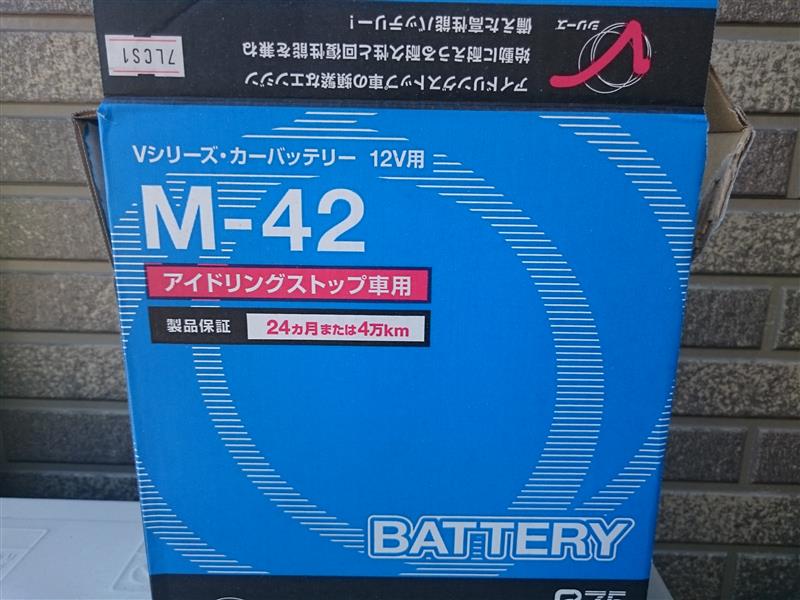 アイドリングストップ車の頻繁なエンジン
始動に耐えうる耐久性と回復性能を兼ね
備えた高性能バッテリー！
V
シリーズ
7LCS1
Vシリーズ・カーバッテリー 12V用
M-42
アイドリングストップ車用
製品保証 24ヵ月または4万km
BATTERY